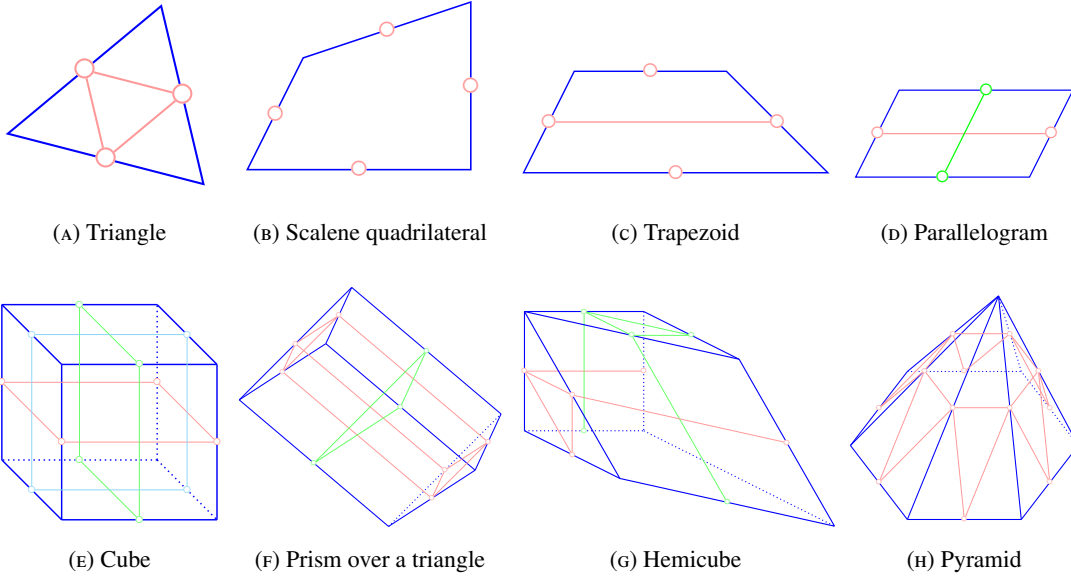 (A) Triangle
(B) Scalene quadrilateral
(C) Trapezoid
(D) Parallelogram
(E) Cube
(F) Prism over a triangle
(G) Hemicube
(H) Pyramid